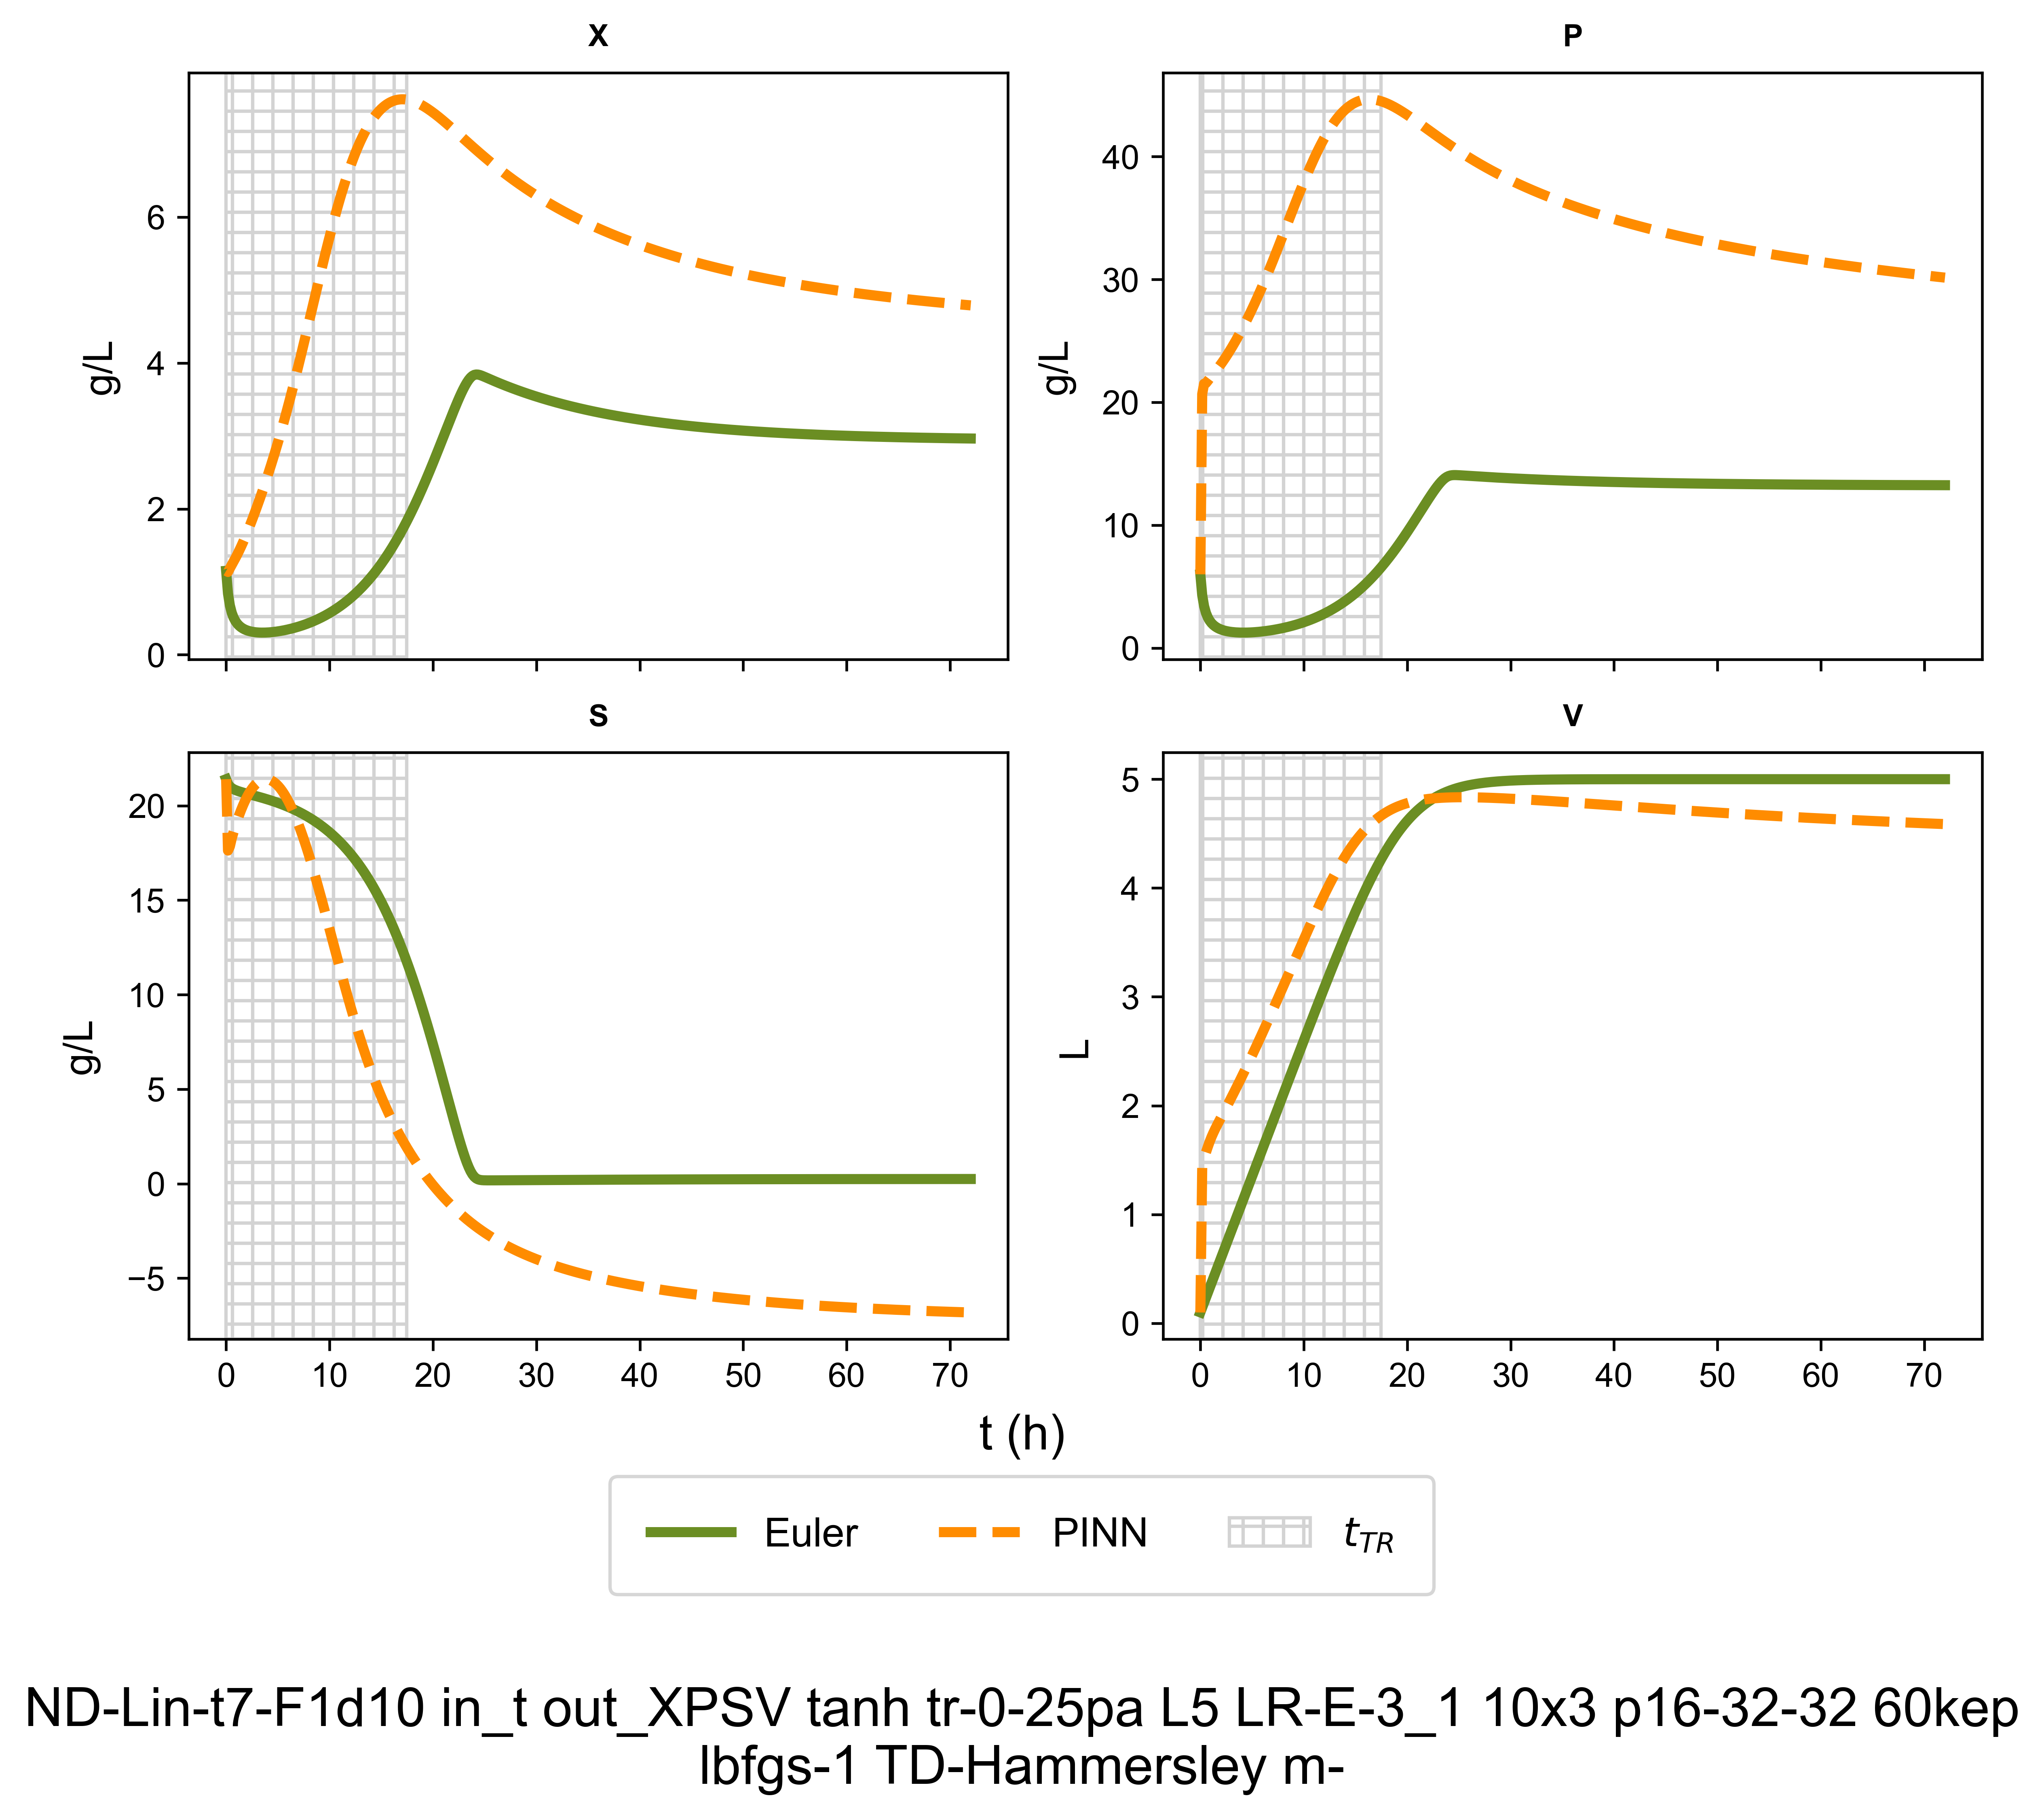 X
P
g/L
6
4
2
0
g/L
40
30
20
10
0
S
V
g/L
20
15
10
5
0
−5
0 10 20 30 40 50 60 70
L
5
4
3
2
1
0
0 10 20 30 40 50 60 70
t (h)
Euler PINN t_TR
ND-Lin-t7-F1d10 in_t out_XPSV tanh tr-0-25pa L5 LR-E-3_1 10x3 p16-32-32 60kep
lbfgs-1 TD-Hammersley m-